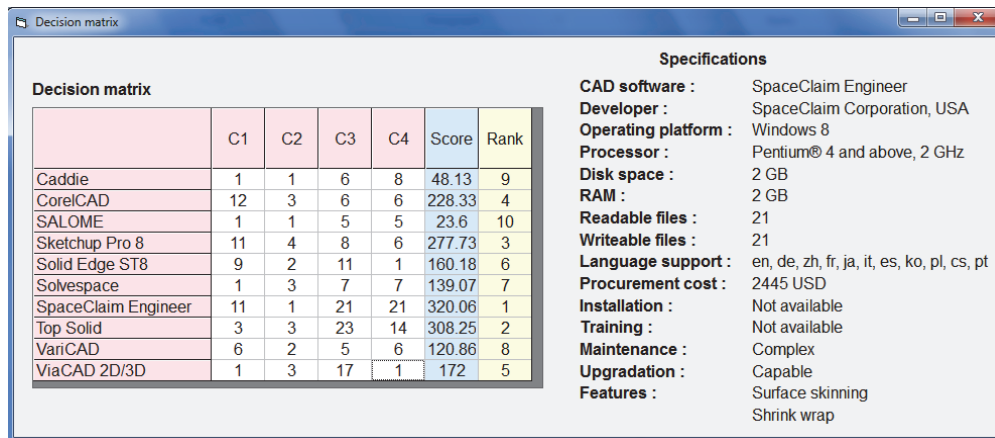 Decision matrix
Decision matrix
C1 C2 C3 C4 Score Rank
Caddie 1 1 6 8 48.13 9
CorelCAD 12 3 6 6 228.33 4
SALOME 1 1 5 5 23.6 10
Sketchup Pro 8 11 4 8 6 277.73 3
Solid Edge ST8 9 2 11 1 160.18 6
Solvespace 1 3 7 7 139.07 7
SpaceClaim Engineer 11 1 21 21 320.06 1
Top Solid 3 3 23 14 308.25 2
VariCAD 6 2 5 6 120.86 8
ViaCAD 2D/3D 1 3 17 1 172 5
Specifications
CAD software : SpaceClaim Engineer
Developer : SpaceClaim Corporation, USA
Operating platform : Windows 8
Processor : Pentium® 4 and above, 2 GHz
Disk space : 2 GB
RAM : 2 GB
Readable files : 21
Writeable files : 21
Language support : en, de, zh, fr, ja, it, es, ko, pl, cs, pt
Procurement cost : 2445 USD
Installation : Not available
Training : Not available
Maintenance : Complex
Upgradation : Capable
Features : Surface skinning
Shrink wrap